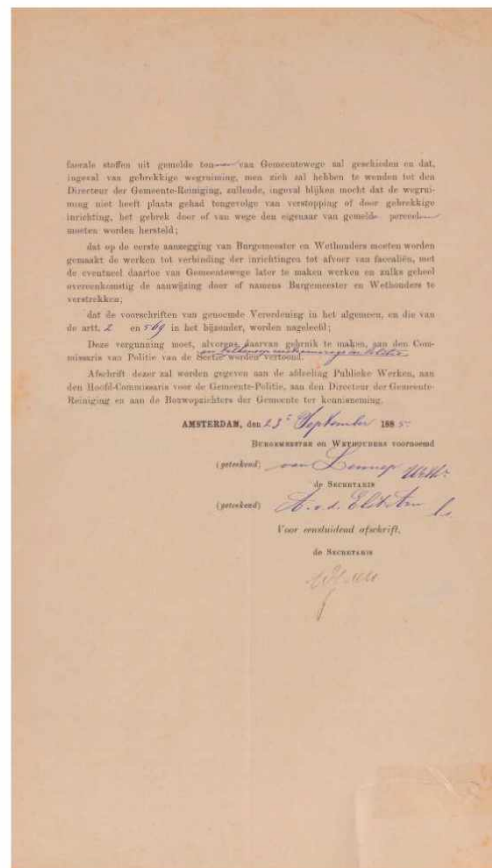 faecale stoffen uit gemelde van Gemeentewege zal geschieden en dat,
ingeval van gebrekkige wegruiming, men zich zal hebben te wenden tot den
Directeur der Gemeente-Reiniging, zullende, ingeval blijken mocht dat de wegrui-
ming niet heeft plaats gehad tengevolge van verstopping of door gebrekkige
inrichting, het gebrek door of van wege den eigenaar van gemelde perceelen
moeten worden hersteld;
dat op de eerste aanzegging van Burgemeester en Wethouders moeten worden
gemaakt de werken tot verbinding der inrichtingen tot afvoer van faecaliën, met
de eventueel daartoe van Gemeentewege later te maken werken en zulks geheel
overeenkomstig de aanwijzing door of namens Burgemeester en Wethouders te
verstrekken;
dat de voorschriften van genoemde Verordening in het algemeen, en die van
de artt. 2 en 569 in het bijzonder, worden nageleefd;
Deze vergunning moet, alvorens daarvan gebruik te maken, aan den Com-
missaris van Politie van de Sectie worden vertoond.
Afschrift dezer zal worden gegeven aan de afdeeling Publieke Werken, aan
den Hoofd-Commissaris voor de Gemeente-Politie, aan den Directeur der Gemeente-
Reiniging en aan de Bouwopzichters der Gemeente ter kennisneming.
AMSTERDAM, den 23e September 1885.
BURGEMEESTER en WETHOUDERS voornoemd
(geteekend) van Lennep Weth.
de SECRETARIS
(geteekend) A.v.d.
Voor eensluidend afschrift,
de SECRETARIS